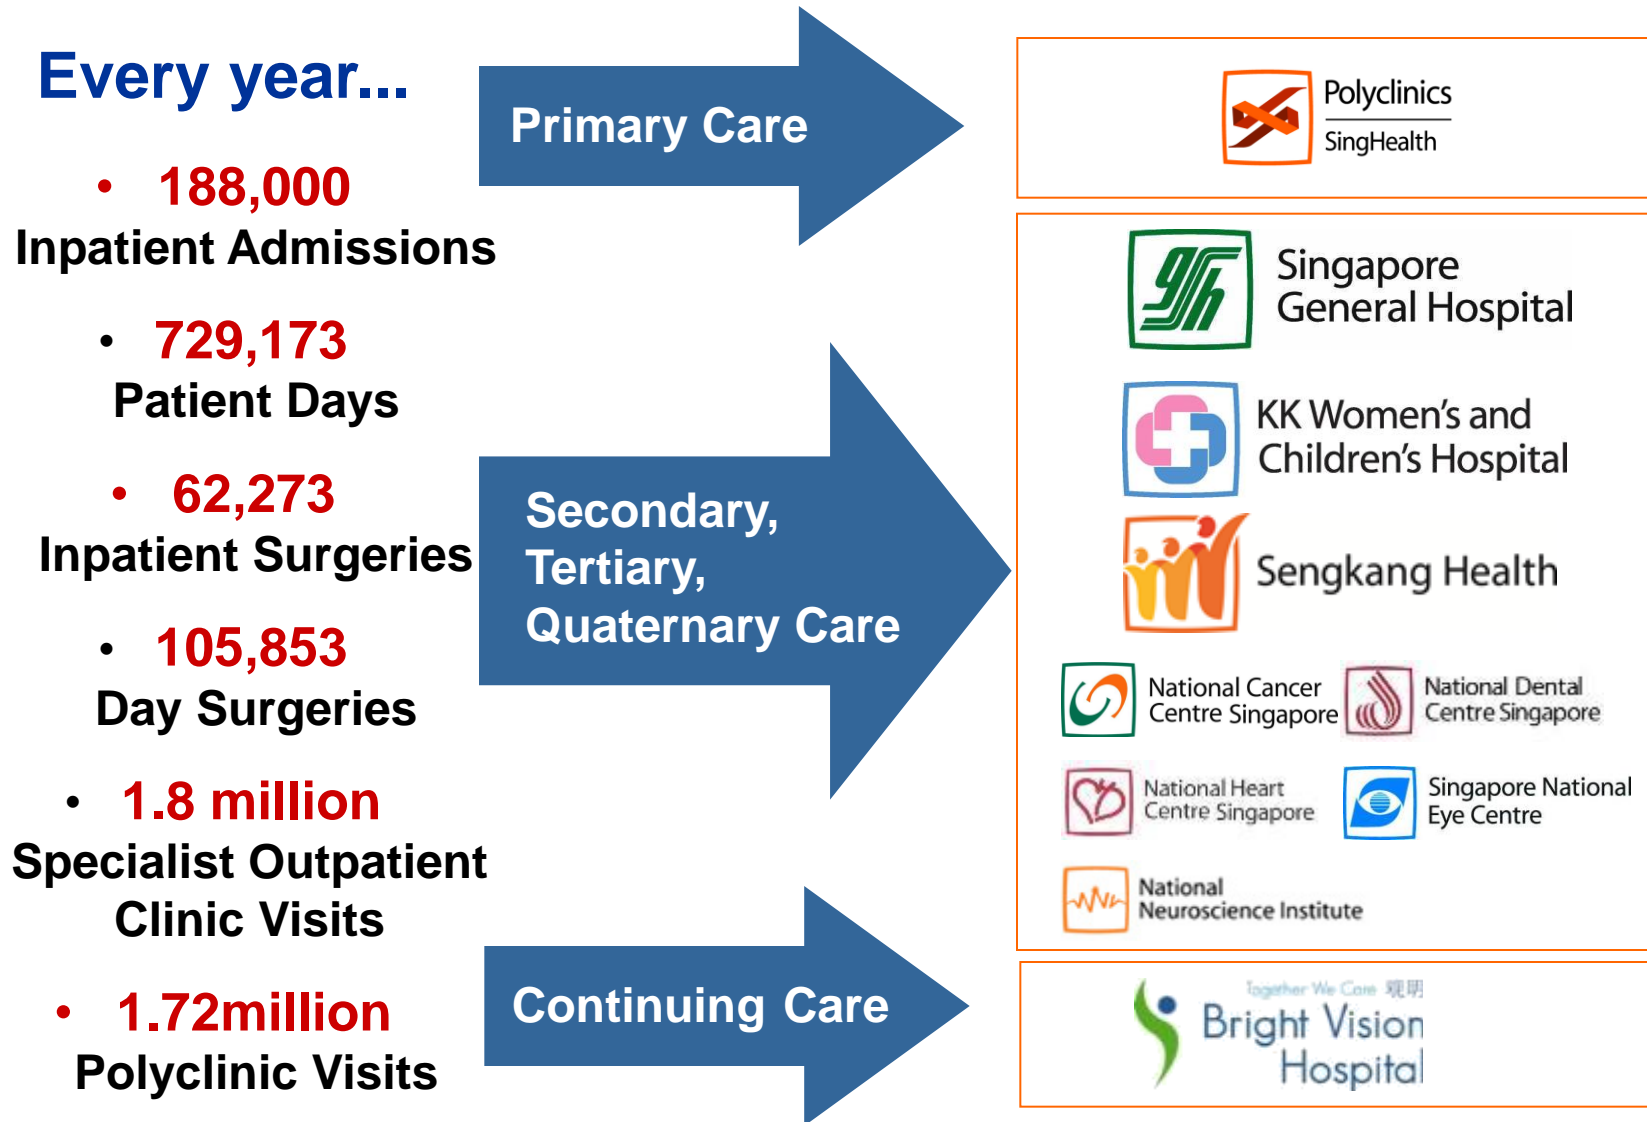 Every year...
• 188,000
Inpatient Admissions
• 729,173
Patient Days
• 62,273
Inpatient Surgeries
• 105,853
Day Surgeries
• 1.8 million
Specialist Outpatient
Clinic Visits
• 1.72million
Polyclinic Visits
Primary Care
Secondary,
Tertiary,
Quaternary Care
Continuing Care
Polyclinics
SingHealth
Singapore
General Hospital
KK Women's and
Children's Hospital
Sengkang Health
National Cancer
Centre Singapore
National Dental
Centre Singapore
National Heart
Centre Singapore
Singapore National
Eye Centre
National
Neuroscience Institute
Together We Care 观明
Bright Vision
Hospital